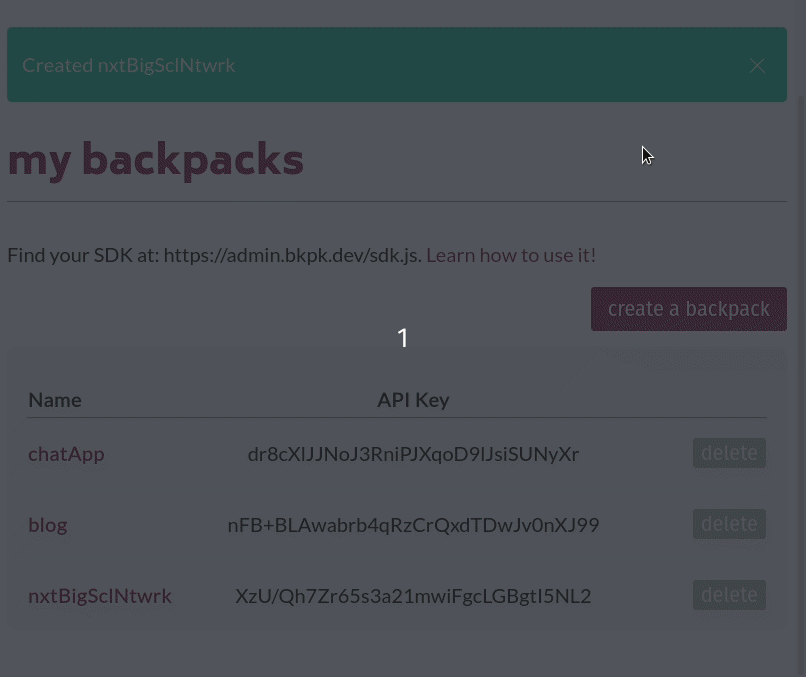 Created nxtBigSclNtwrk
my backpacks
Find your SDK at: https://admin.bkpk.dev/sdk.js. Learn how to use it!
create a backpack
1
Name API Key
chatApp dr8cXlJJNoJ3RniPJXqoD9lJsiSUNyXr delete
blog nFB+BLAwabrb4qRzCrQxdTDwJv0nXJ99 delete
nxtBigSclNtwrk XzU/Qh7Zr65s3a21mwiFgcLGBgtI5NL2 delete